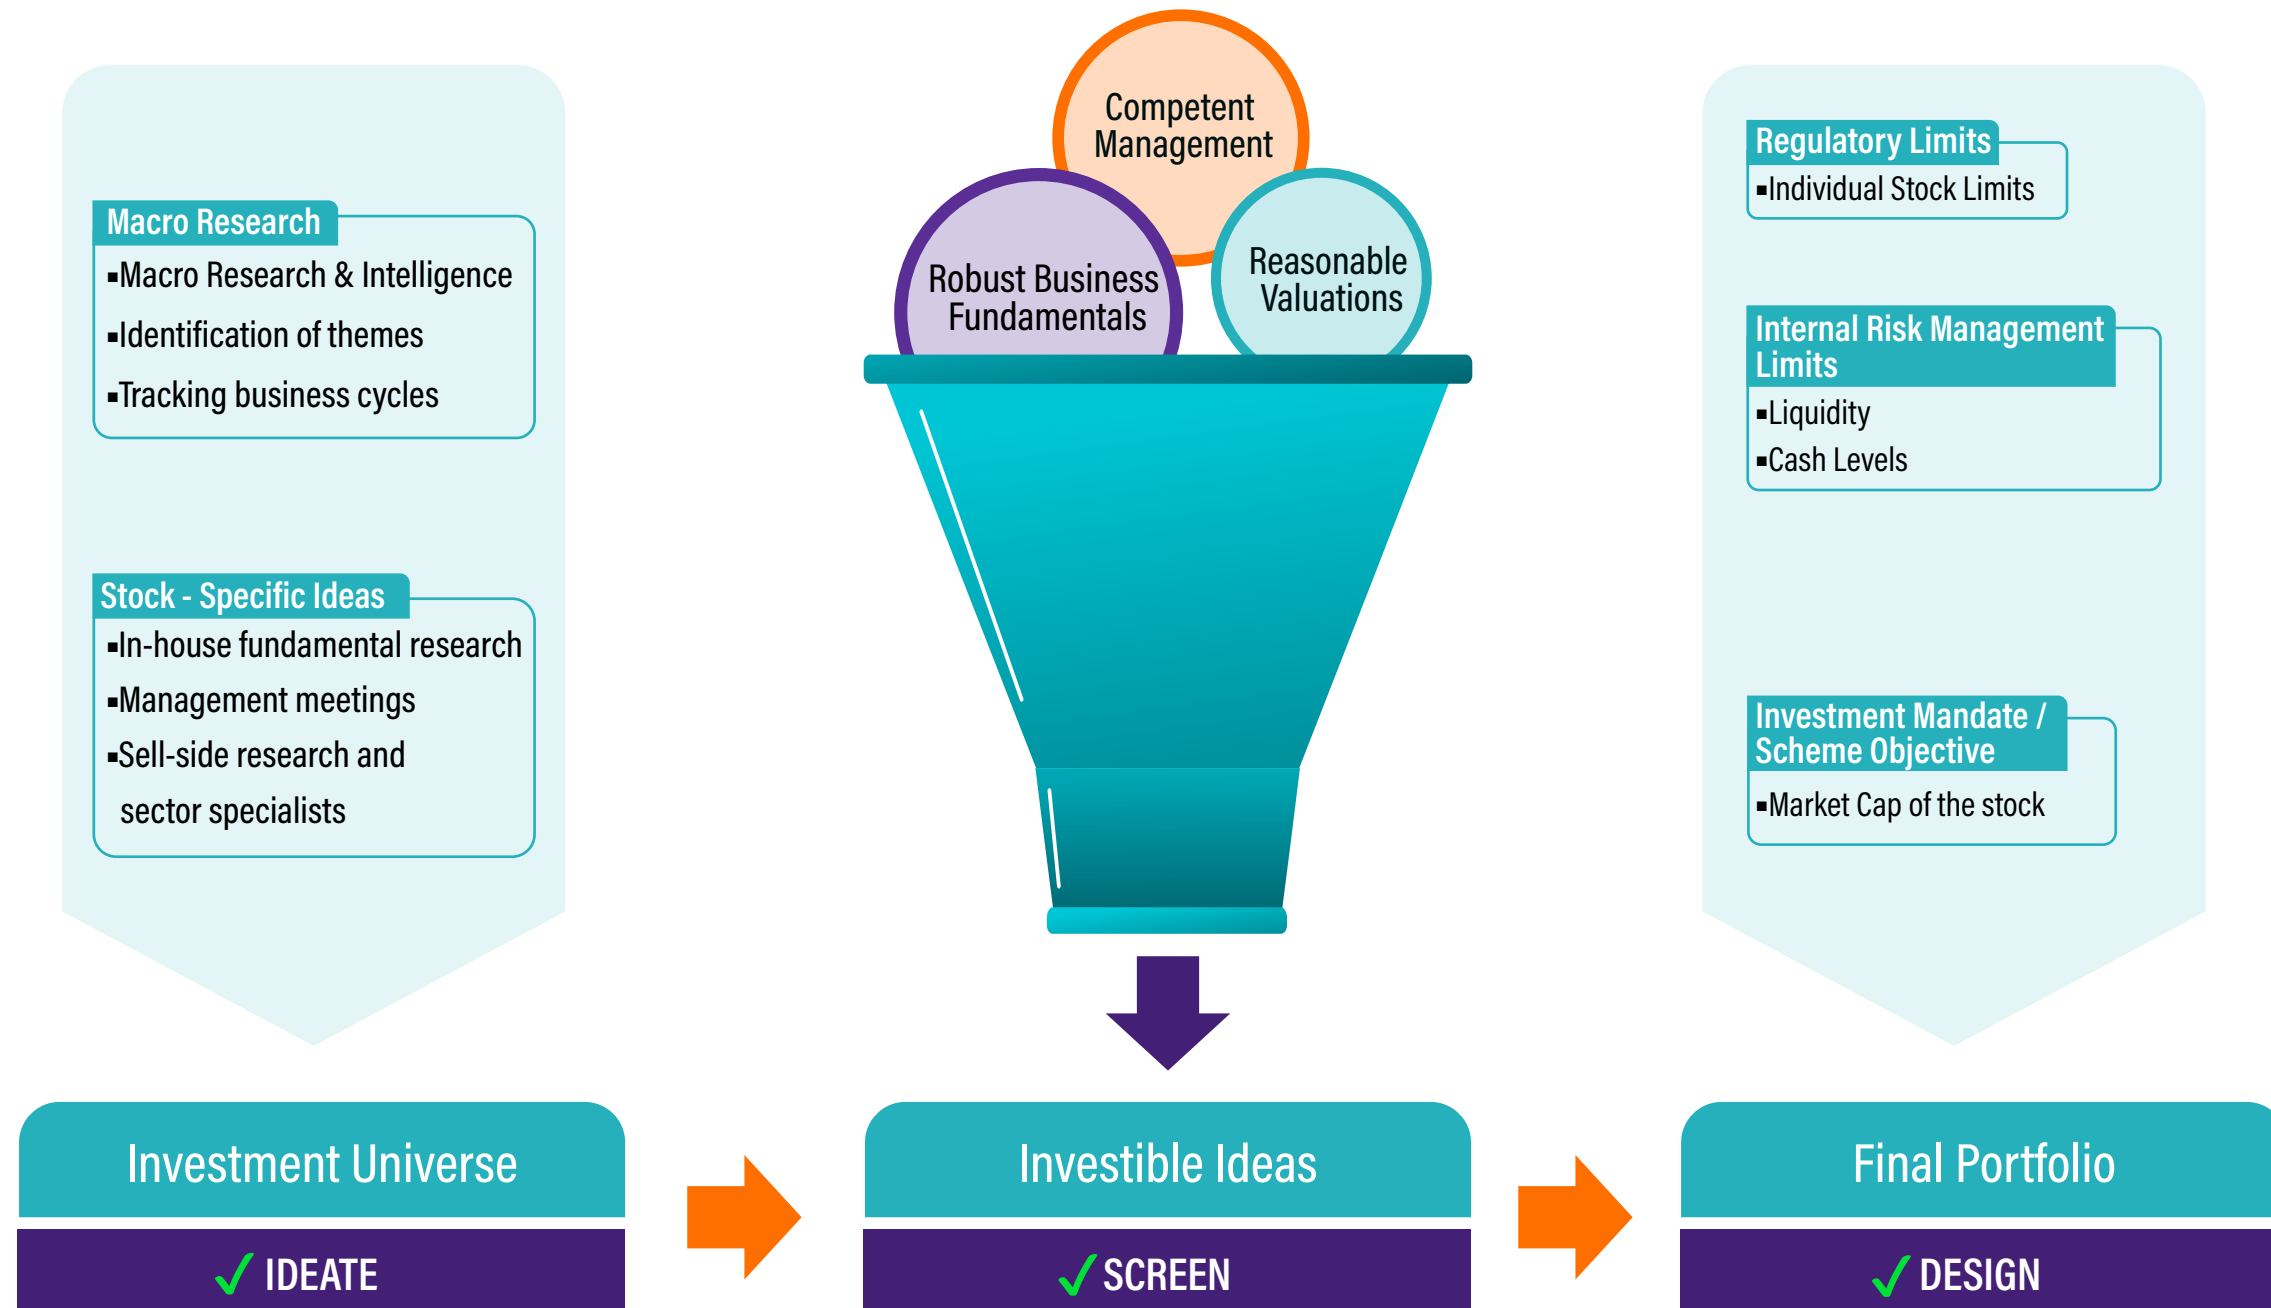 Macro Research
▪Macro Research & Intelligence
▪Identification of themes
▪Tracking business cycles
Stock - Specific Ideas
▪In-house fundamental research
▪Management meetings
▪Sell-side research and
sector specialists
Investment Universe
✓ IDEATE
Competent
Management
Robust Business
Fundamentals
Reasonable
Valuations
Investible Ideas
✓ SCREEN
Regulatory Limits
▪Individual Stock Limits
Internal Risk Management
Limits
▪Liquidity
▪Cash Levels
Investment Mandate /
Scheme Objective
▪Market Cap of the stock
Final Portfolio
✓ DESIGN